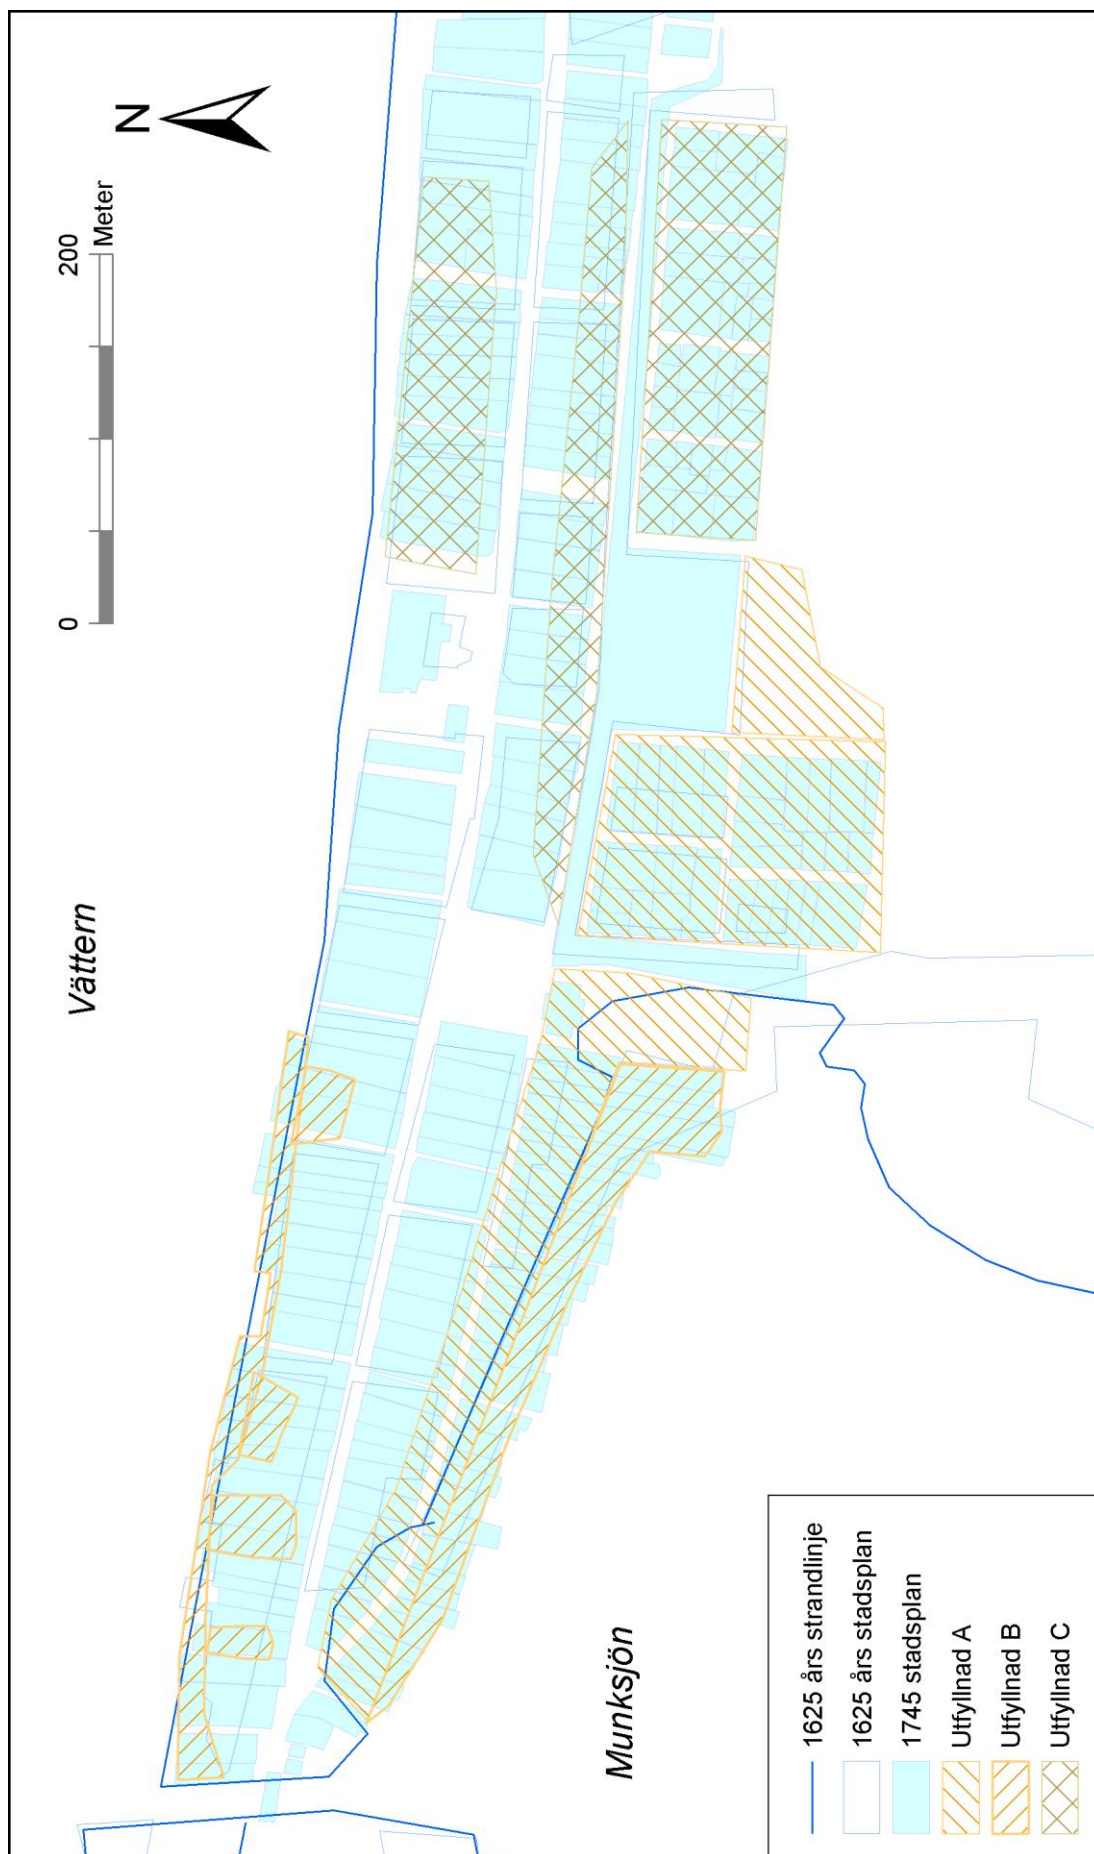 N
0
200
Meter
Vättern
Munksjön
1625 års strandlinje
1625 års stadsplan
1745 stadsplan
Utfyllnad A
Utfyllnad B
Utfyllnad C